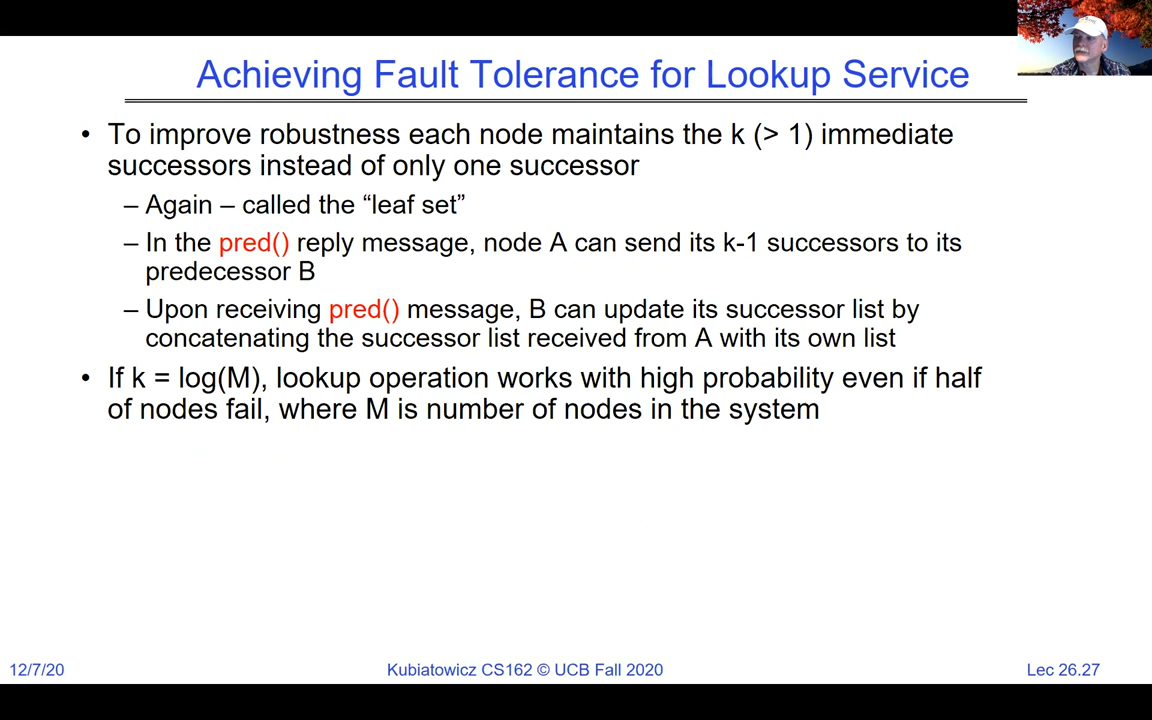 Achieving Fault Tolerance for Lookup Service
• To improve robustness each node maintains the k (> 1) immediate
successors instead of only one successor
– Again – called the “leaf set”
– In the pred() reply message, node A can send its k-1 successors to its
predecessor B
– Upon receiving pred() message, B can update its successor list by
concatenating the successor list received from A with its own list
• If k = log(M), lookup operation works with high probability even if half
of nodes fail, where M is number of nodes in the system
12/7/20
Kubiatowicz CS162 © UCB Fall 2020
Lec 26.27